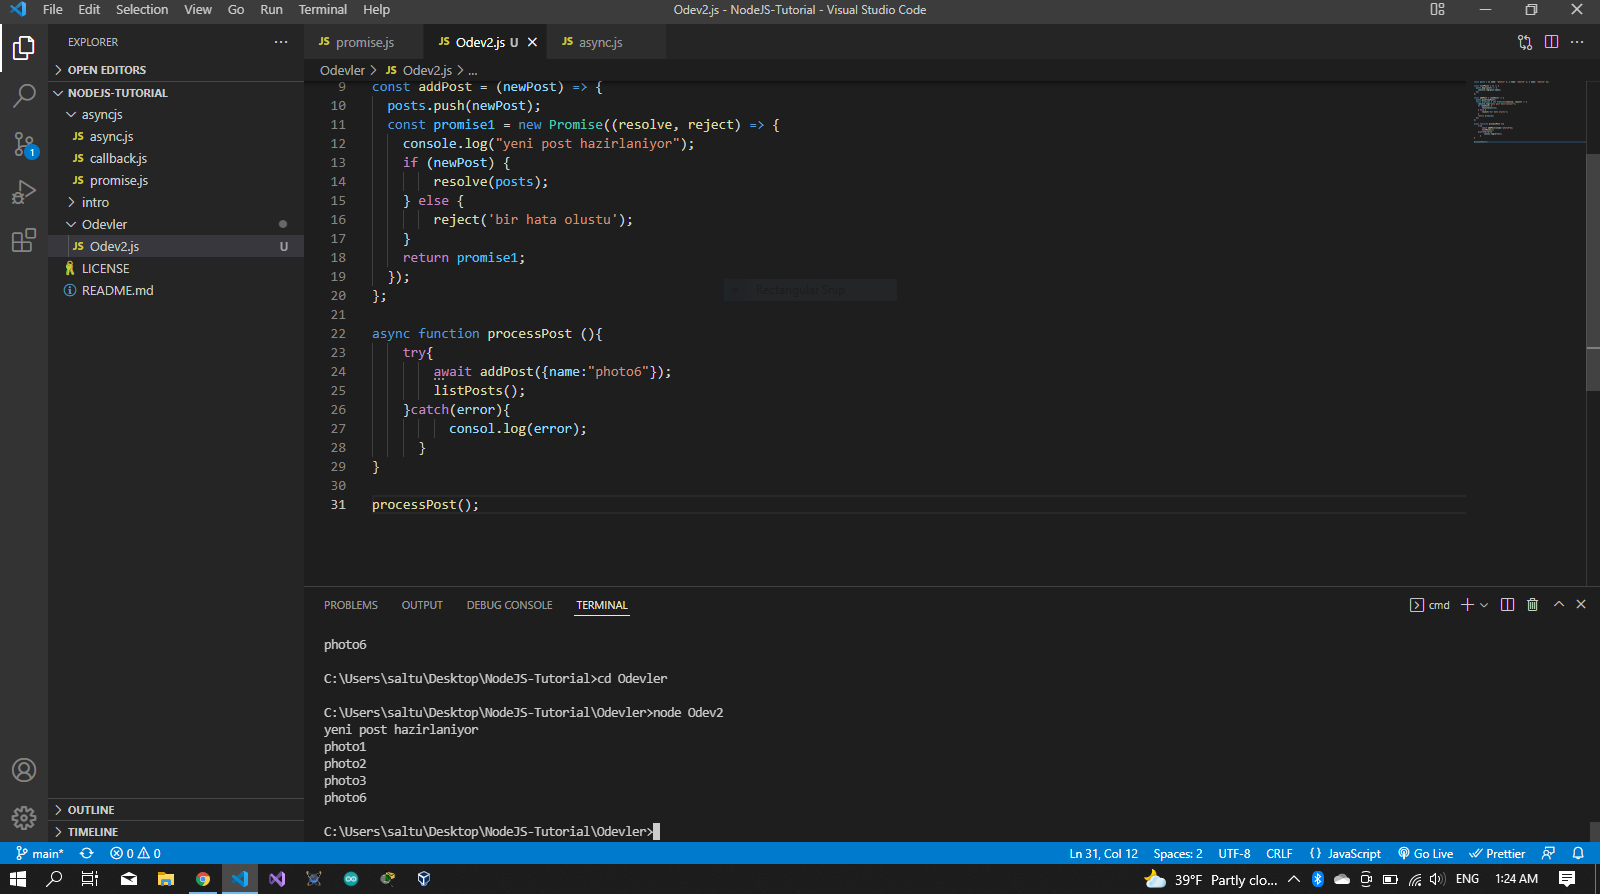 File Edit Selection View Go Run Terminal Help
Odev2.js - NodeJS-Tutorial - Visual Studio Code
EXPLORER
OPEN EDITORS
NODEJS-TUTORIAL
asyncjs
JS async.js
JS callback.js
JS promise.js
intro
Odevler
JS Odev2.js U
LICENSE
README.md
OUTLINE
TIMELINE
1
JS promise.js JS Odev2.js U JS async.js
Odevler > JS Odev2.js > ...
9 const addPost = (newPost) => {
10 posts.push(newPost);
11 const promise1 = new Promise((resolve, reject) => {
12 console.log("yeni post hazirlaniyor");
13 if (newPost) {
14 resolve(posts);
15 } else {
16 reject('bir hata olustu');
17 }
18 return promise1;
19 });
20 };
21
22 async function processPost (){
23 try{
24 await addPost({name:"photo6"});
25 listPosts();
26 }catch(error){
27 consol.log(error);
28 }
29 }
30
31 processPost();
Rectangular Snip
PROBLEMS OUTPUT DEBUG CONSOLE TERMINAL
cmd
photo6
C:\Users\saltu\Desktop\NodeJS-Tutorial>cd Odevler
C:\Users\saltu\Desktop\NodeJS-Tutorial\Odevler>node Odev2
yeni post hazirlaniyor
photo1
photo2
photo3
photo6
C:\Users\saltu\Desktop\NodeJS-Tutorial\Odevler>
main* 0 0 Ln 31, Col 12 Spaces: 2 UTF-8 CRLF {} JavaScript Go Live Prettier
39°F Partly clo... ENG 1:24 AM